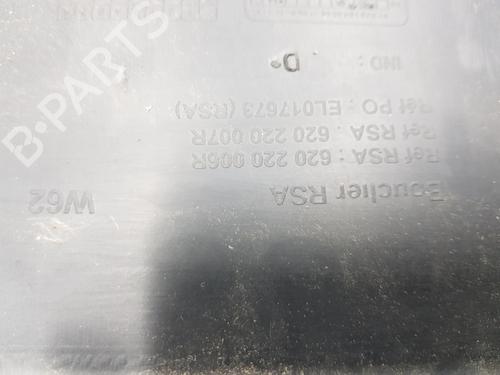 Bouclier RSA W62
Ref RSA : 620 220 006R
Ref RSA : 620 220 007R
Ref PO : EL017673 (RSA)
IND : D
B-PARTS